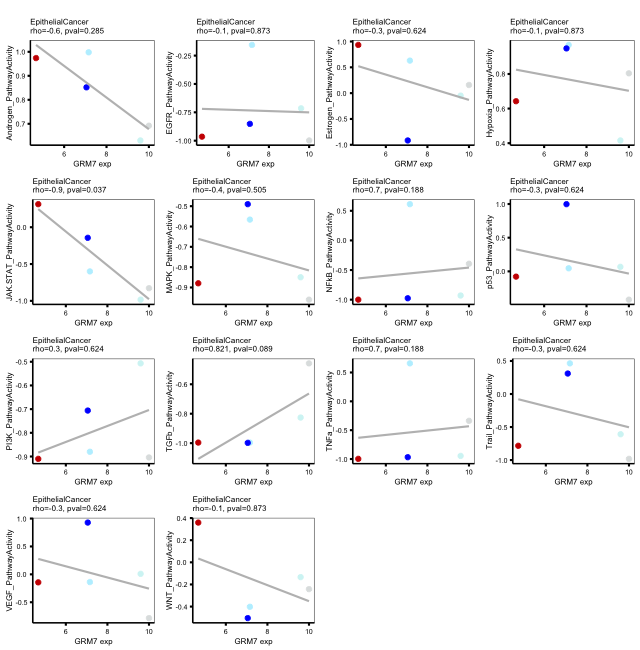 EpithelialCancer
rho=-0.6, pval=0.285
Androgen_PathwayActivity
1.0
0.9
0.8
0.7
6
8
10
GRM7 exp
EpithelialCancer
rho=-0.1, pval=0.873
EGFR_PathwayActivity
-0.25
-0.50
-0.75
-1.00
6
8
10
GRM7 exp
EpithelialCancer
rho=-0.3, pval=0.624
Estrogen_PathwayActivity
1.0
0.5
0.0
-0.5
-1.0
6
8
10
GRM7 exp
EpithelialCancer
rho=-0.1, pval=0.873
Hypoxia_PathwayActivity
0.8
0.6
0.4
6
8
10
GRM7 exp
EpithelialCancer
rho=-0.9, pval=0.037
JAK.STAT_PathwayActivity
0.0
-0.5
-1.0
6
8
10
GRM7 exp
EpithelialCancer
rho=-0.4, pval=0.505
MAPK_PathwayActivity
-0.5
-0.6
-0.7
-0.8
-0.9
6
8
10
GRM7 exp
EpithelialCancer
rho=0.7, pval=0.188
NFkB_PathwayActivity
0.5
0.0
-0.5
-1.0
6
8
10
GRM7 exp
EpithelialCancer
rho=-0.3, pval=0.624
p53_PathwayActivity
1.0
0.5
0.0
6
8
10
GRM7 exp
EpithelialCancer
rho=0.3, pval=0.624
PI3K_PathwayActivity
-0.5
-0.6
-0.7
-0.8
-0.9
6
8
10
GRM7 exp
EpithelialCancer
rho=0.821, pval=0.089
TGFb_PathwayActivity
-0.6
-0.8
-1.0
6
8
10
GRM7 exp
EpithelialCancer
rho=0.7, pval=0.188
TNFa_PathwayActivity
0.5
0.0
-0.5
-1.0
6
8
10
GRM7 exp
EpithelialCancer
rho=-0.3, pval=0.624
Trail_PathwayActivity
0.5
0.0
-0.5
-1.0
6
8
10
GRM7 exp
EpithelialCancer
rho=-0.3, pval=0.624
VEGF_PathwayActivity
1.0
0.5
0.0
-0.5
6
8
10
GRM7 exp
EpithelialCancer
rho=-0.1, pval=0.873
WNT_PathwayActivity
0.4
0.2
0.0
-0.2
-0.4
6
8
10
GRM7 exp